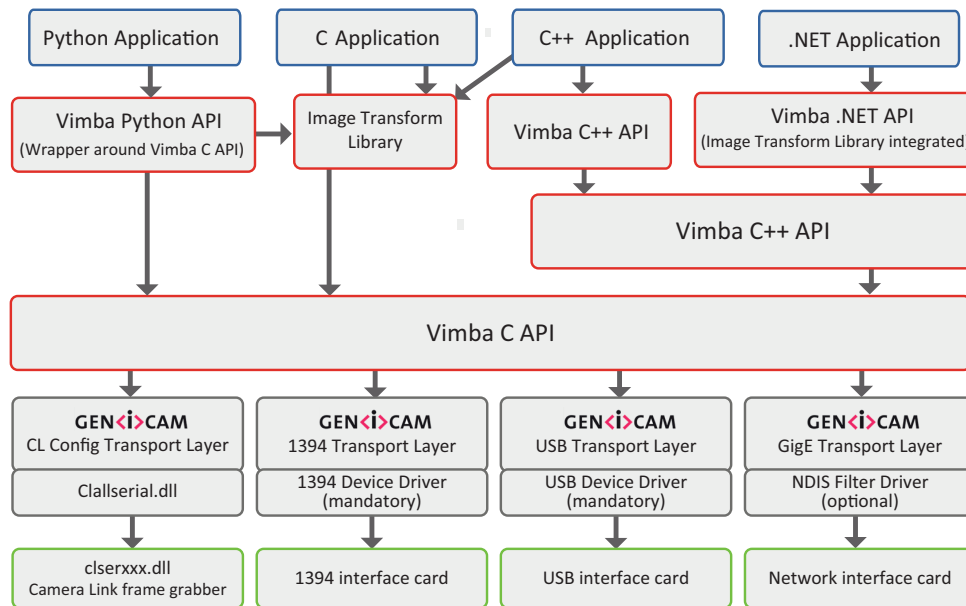 Python Application
C Application
C++ Application
.NET Application
Vimba Python API
(Wrapper around Vimba C API)
Image Transform
Library
Vimba C++ API
Vimba .NET API
(Image Transform Library integrated)
Vimba C++ API
Vimba C API
GEN<i>CAM
CL Config Transport Layer
GEN<i>CAM
1394 Transport Layer
GEN<i>CAM
USB Transport Layer
GEN<i>CAM
GigE Transport Layer
Clallserial.dll
1394 Device Driver
(mandatory)
USB Device Driver
(mandatory)
NDIS Filter Driver
(optional)
clserxxx.dll
Camera Link frame grabber
1394 interface card
USB interface card
Network interface card